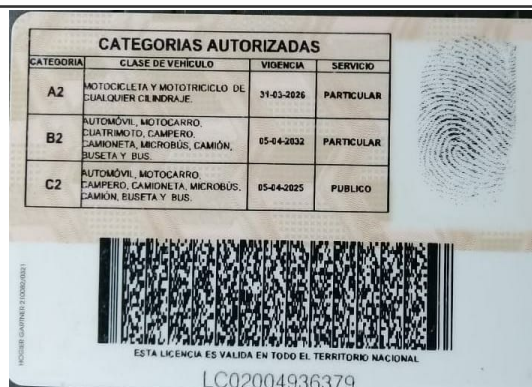 CATEGORIAS AUTORIZADAS
CATEGORIA CLASE DE VEHÍCULO VIGENCIA SERVICIO
A2 MOTOCICLETA Y MOTOTRICICLO DE CUALQUIER CILINDRAJE. 31-03-2026 PARTICULAR
B2 AUTOMÓVIL, MOTOCARRO, CUATRIMOTO, CAMPERO, CAMIONETA, MICROBÚS, CAMIÓN, BUSETA Y BUS. 05-04-2032 PARTICULAR
C2 AUTOMÓVIL, MOTOCARRO, CAMPERO, CAMIONETA, MICROBÚS, CAMIÓN, BUSETA Y BUS. 05-04-2025 PUBLICO
ESTA LICENCIA ES VALIDA EN TODO EL TERRITORIO NACIONAL
LC02004936379